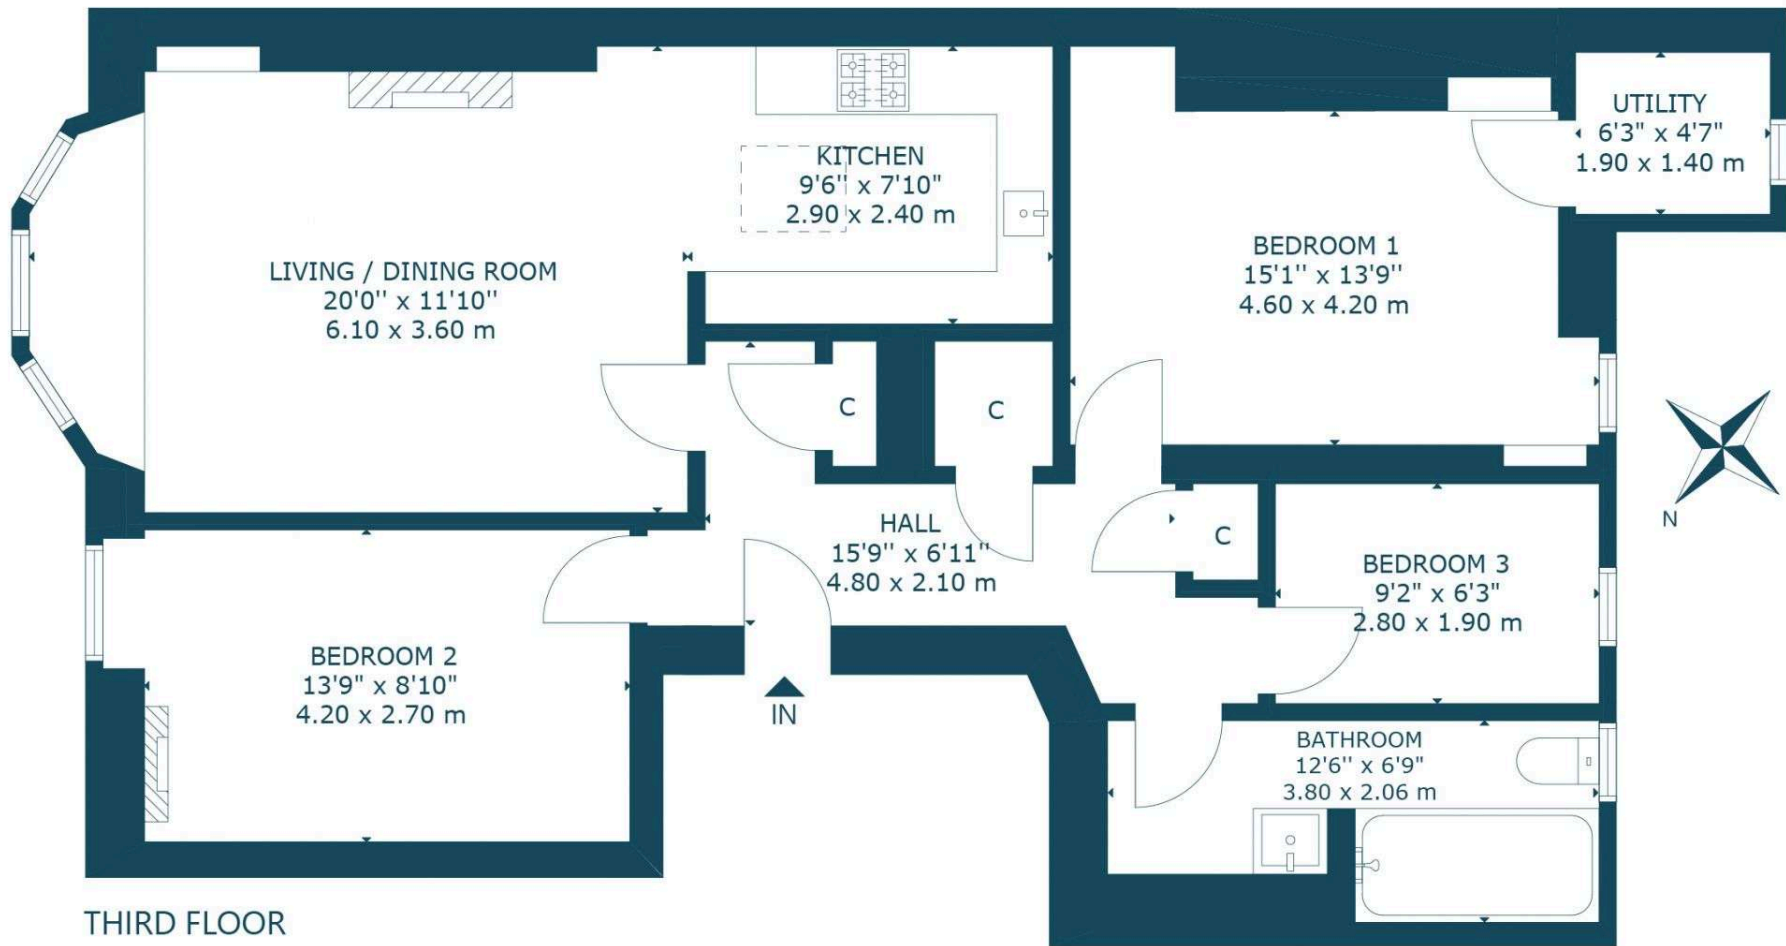 KITCHEN
9'6" x 7'10"
2.90 x 2.40 m
UTILITY
6'3" x 4'7"
1.90 x 1.40 m
LIVING / DINING ROOM
20'0'' x 11'10''
6.10 x 3.60 m
BEDROOM 1
15'1'' x 13'9''
4.60 x 4.20 m
C
C
C
N
HALL
15'9'' x 6'11''
4.80 x 2.10 m
BEDROOM 3
9'2" x 6'3"
2.80 x 1.90 m
BEDROOM 2
13'9" x 8'10"
4.20 x 2.70 m
IN
BATHROOM
12'6'' x 6'9"
3.80 x 2.06 m
THIRD FLOOR